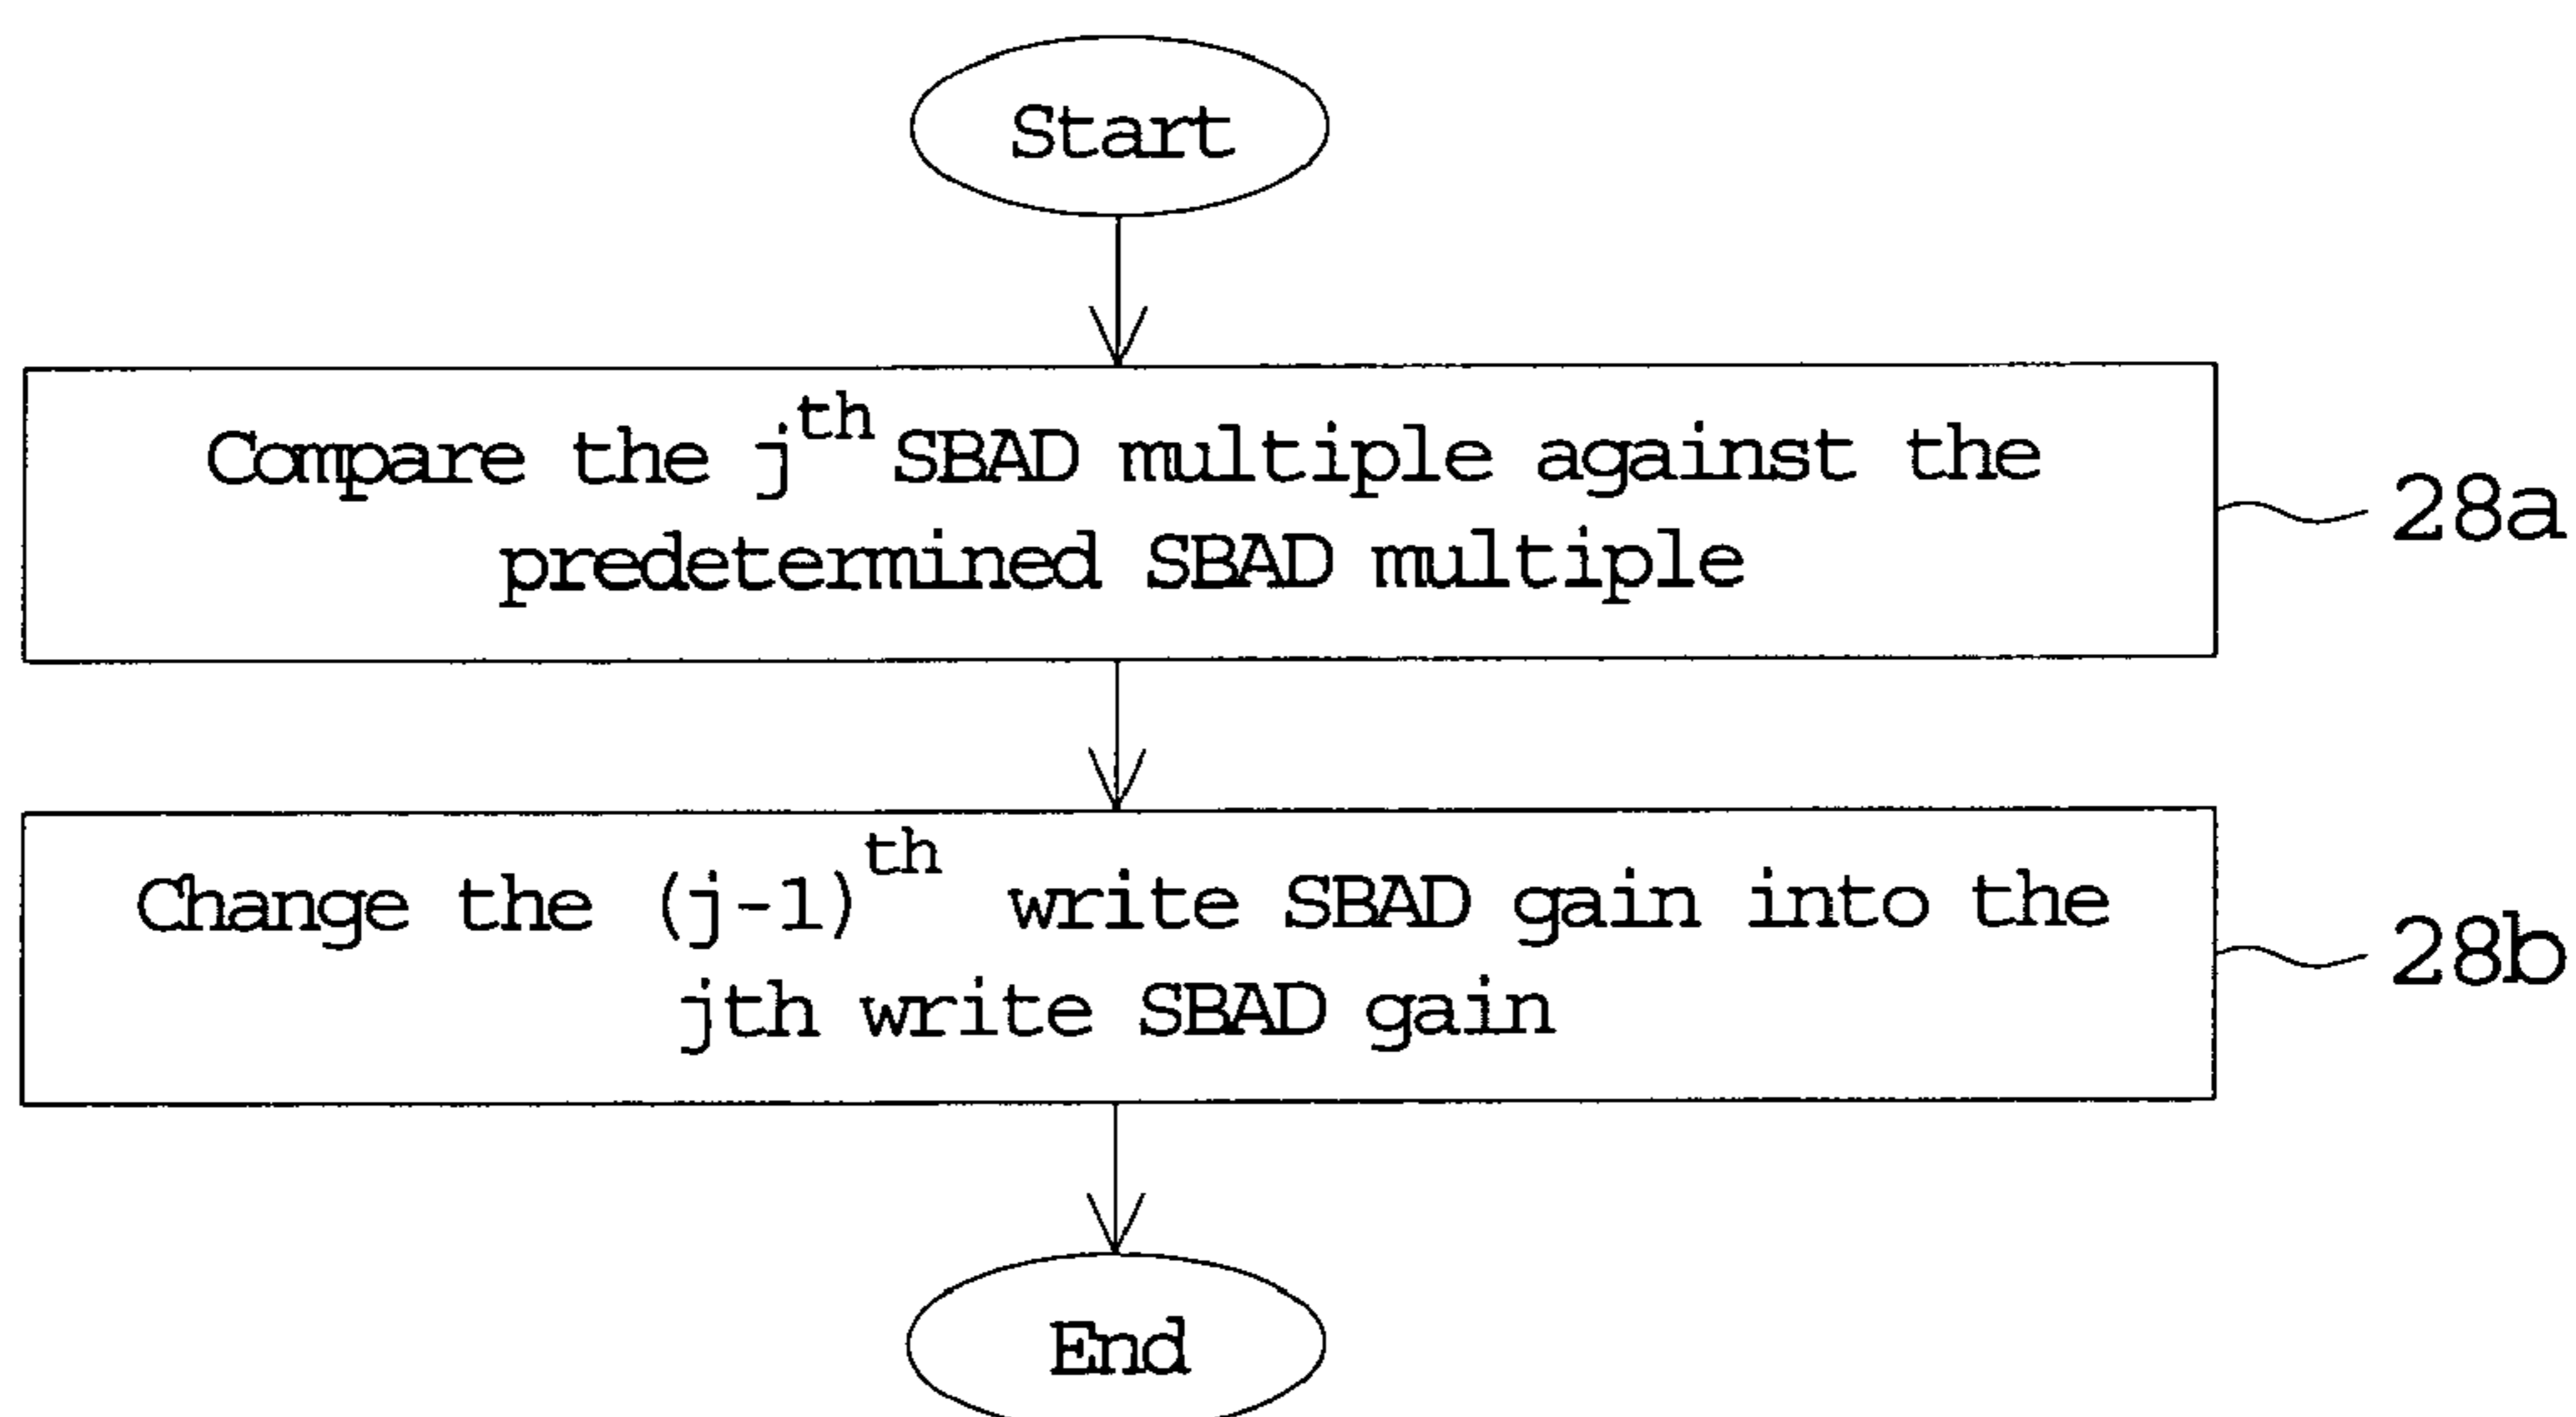 Start
Compare the j^th SBAD multiple against the
predetermined SBAD multiple
28a
Change the (j-1)^th write SBAD gain into the
jth write SBAD gain
28b
End